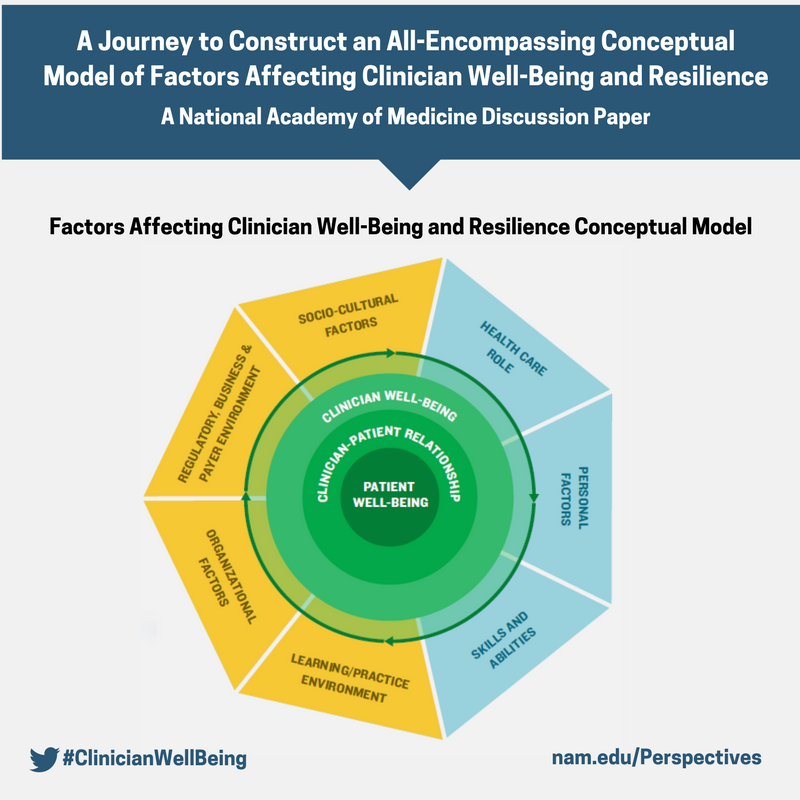 A Journey to Construct an All-Encompassing Conceptual
Model of Factors Affecting Clinician Well-Being and Resilience
A National Academy of Medicine Discussion Paper
Factors Affecting Clinician Well-Being and Resilience Conceptual Model
SOCIO-CULTURAL
FACTORS
HEALTH CARE
ROLE
PERSONAL
FACTORS
SKILLS AND
ABILITIES
LEARNING/PRACTICE
ENVIRONMENT
ORGANIZATIONAL
FACTORS
REGULATORY, BUSINESS &
PAYER ENVIRONMENT
CLINICIAN WELL-BEING
CLINICIAN-PATIENT RELATIONSHIP
PATIENT
WELL-BEING
#ClinicianWellBeing
nam.edu/Perspectives